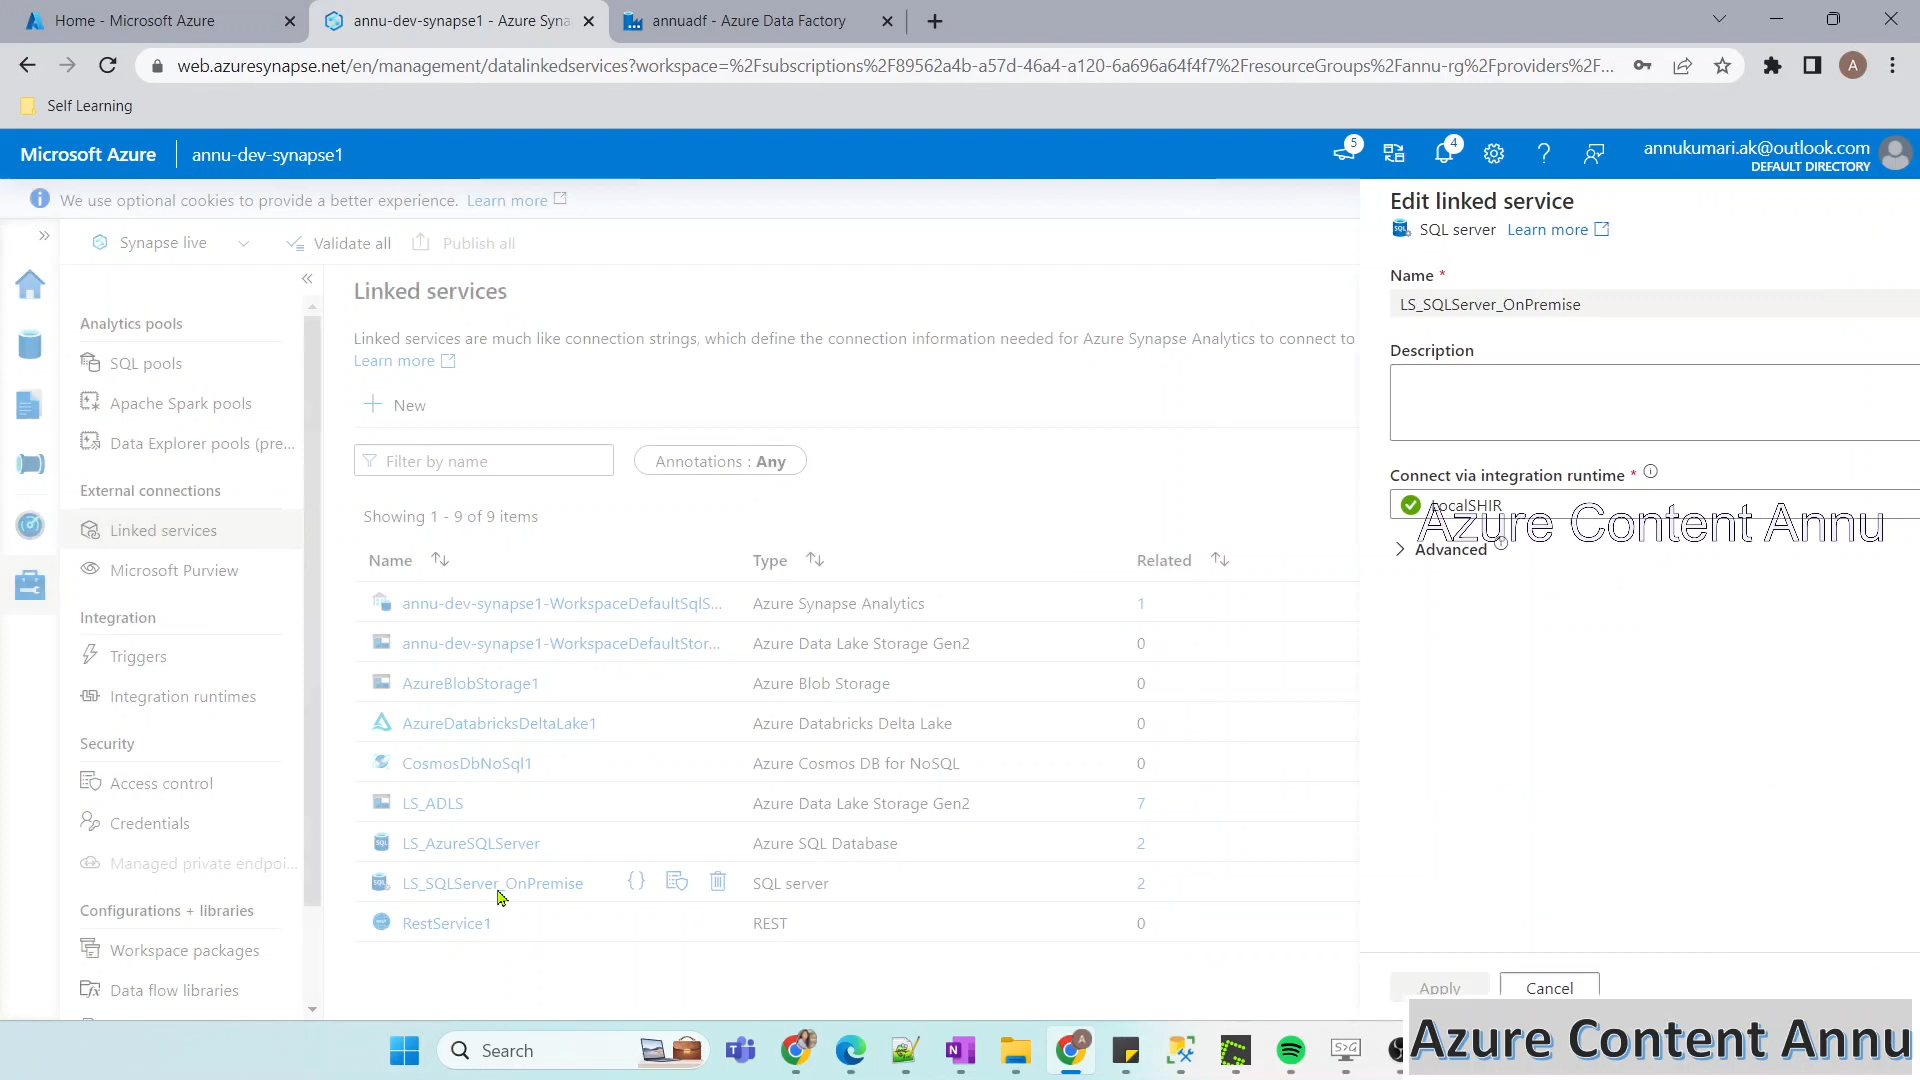 Home - Microsoft Azure
annu-dev-synapse1 - Azure Syna
annuadf - Azure Data Factory
web.azuresynapse.net/en/management/datalinkedservices?workspace=%2Fsubscriptions%2F89562a4b-a57d-46a4-a120-6a696a64f4f7%2FresourceGroups%2Fannu-rg%2Fproviders%2F...
A
Self Learning
Microsoft Azure
annu-dev-synapse1
5
4
annukumari.ak@outlook.com
DEFAULT DIRECTORY
We use optional cookies to provide a better experience. Learn more
Synapse live
Validate all
Publish all
Analytics pools
SQL pools
Apache Spark pools
Data Explorer pools (pre...
External connections
Linked services
Microsoft Purview
Integration
Triggers
Integration runtimes
Security
Access control
Credentials
Managed private endpoi...
Configurations + libraries
Workspace packages
Data flow libraries
Linked services
Linked services are much like connection strings, which define the connection information needed for Azure Synapse Analytics to connect to
Learn more
New
Filter by name
Annotations : Any
Showing 1 - 9 of 9 items
Name Type Related
annu-dev-synapse1-WorkspaceDefaultSqlS... Azure Synapse Analytics 1
annu-dev-synapse1-WorkspaceDefaultStor... Azure Data Lake Storage Gen2 0
AzureBlobStorage1 Azure Blob Storage 0
AzureDatabricksDeltaLake1 Azure Databricks Delta Lake 0
CosmosDbNoSql1 Azure Cosmos DB for NoSQL 0
LS_ADLS Azure Data Lake Storage Gen2 7
LS_AzureSQLServer Azure SQL Database 2
LS_SQLServer_OnPremise {} SQL server 2
RestService1 REST 0
Edit linked service
SQL server Learn more
Name *
LS_SQLServer_OnPremise
Description
Connect via integration runtime *
LocalSHIR
Azure Content Annu
Advanced
Apply
Cancel
Search
Azure Content Annu